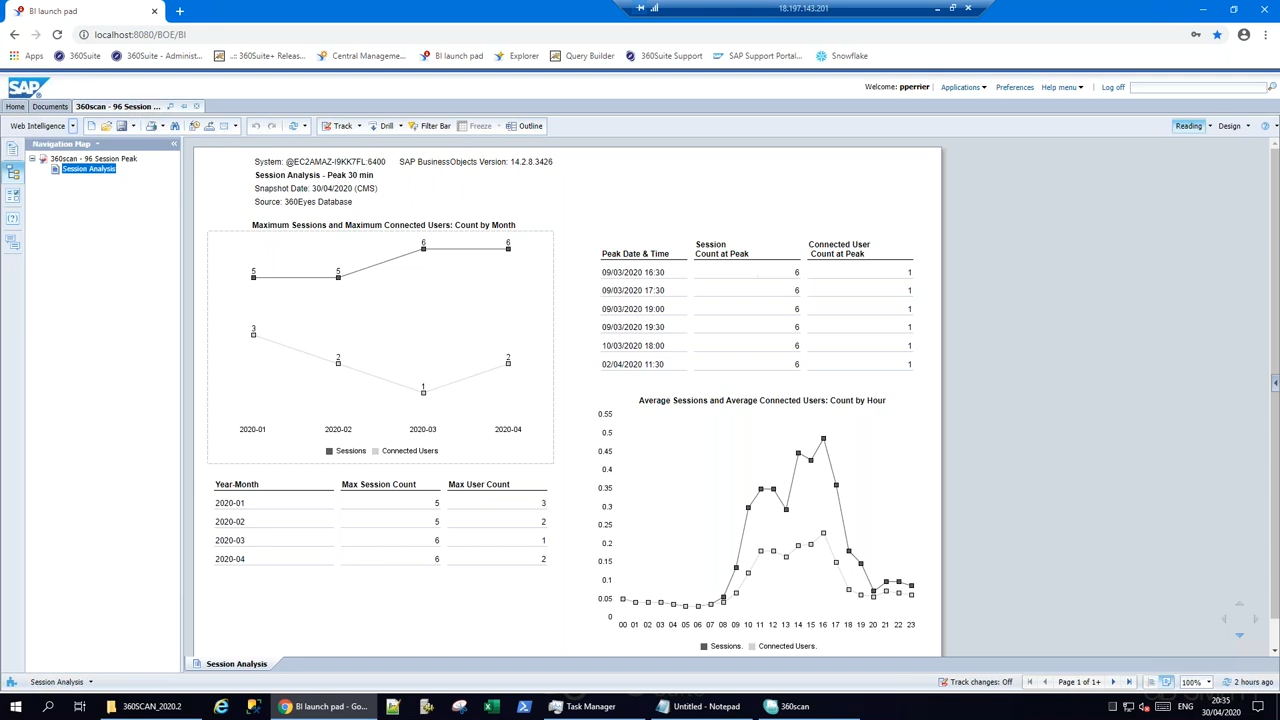 BI launch pad
18.197.143.201
localhost:8080/BOE/BI
Apps 360Suite 360Suite - Administ... .:: 360Suite+ Releas... Central Manageme... BI launch pad Explorer Query Builder 360Suite Support SAP Support Portal... Snowflake
SAP
Welcome: pperrier Applications Preferences Help menu Log off
Home Documents 360scan - 96 Session ...
Web Intelligence Track Drill Filter Bar Freeze Outline Reading Design
Navigation Map
360scan - 96 Session Peak
Session Analysis
System: @EC2AMAZ-I9KK7FL:6400 SAP BusinessObjects Version: 14.2.8.3426
Session Analysis - Peak 30 min
Snapshot Date: 30/04/2020 (CMS)
Source: 360Eyes Database
Maximum Sessions and Maximum Connected Users: Count by Month
6 6
5 5
3
2 2
1
2020-01 2020-02 2020-03 2020-04
Sessions Connected Users
Year-Month Max Session Count Max User Count
2020-01 5 3
2020-02 5 2
2020-03 6 1
2020-04 6 2
Peak Date & Time Session Count at Peak Connected User Count at Peak
09/03/2020 16:30 6 1
09/03/2020 17:30 6 1
09/03/2020 19:00 6 1
09/03/2020 19:30 6 1
10/03/2020 18:00 6 1
02/04/2020 11:30 6 1
Average Sessions and Average Connected Users: Count by Hour
0.55
0.5
0.45
0.4
0.35
0.3
0.25
0.2
0.15
0.1
0.05
0
00 01 02 03 04 05 06 07 08 09 10 11 12 13 14 15 16 17 18 19 20 21 22 23
Sessions. Connected Users.
Session Analysis
Session Analysis Track changes: Off Page 1 of 1+ 100% 2 hours ago
360SCAN_2020.2 BI launch pad - Go... Task Manager Untitled - Notepad 360scan ENG 20:35
30/04/2020